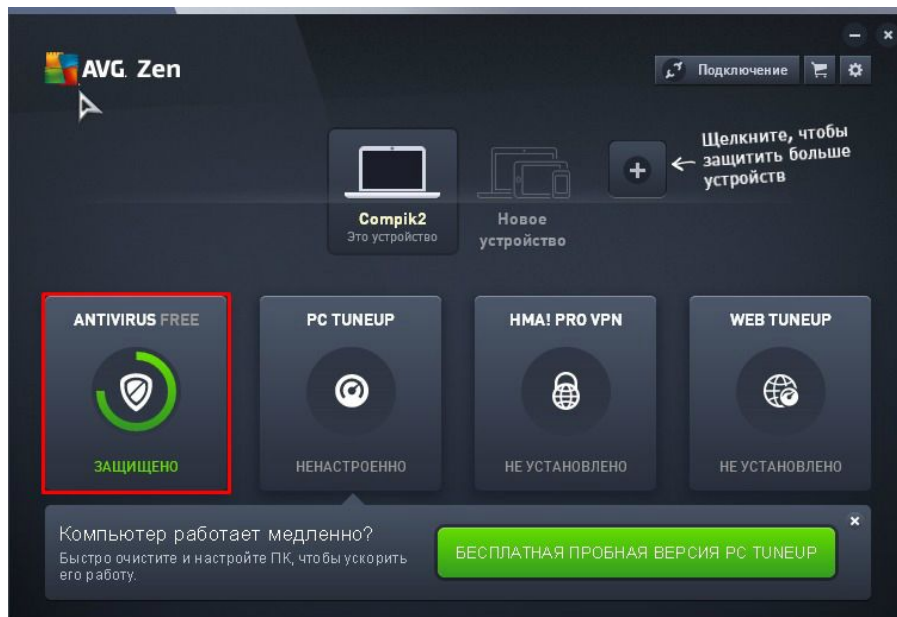 AVG. Zen
Подключение
Щелкните, чтобы
защитить больше
устройств
Compik2
Это устройство
Новое
устройство
ANTIVIRUS FREE
PC TUNEUP
HMA! PRO VPN
WEB TUNEUP
ЗАЩИЩЕНО
НЕНАСТРОЕННО
НЕ УСТАНОВЛЕНО
НЕ УСТАНОВЛЕНО
Компьютер работает медленно?
Быстро очистите и настройте ПК, чтобы ускорить
его работу.
БЕСПЛАТНАЯ ПРОБНАЯ ВЕРСИЯ PC TUNEUP